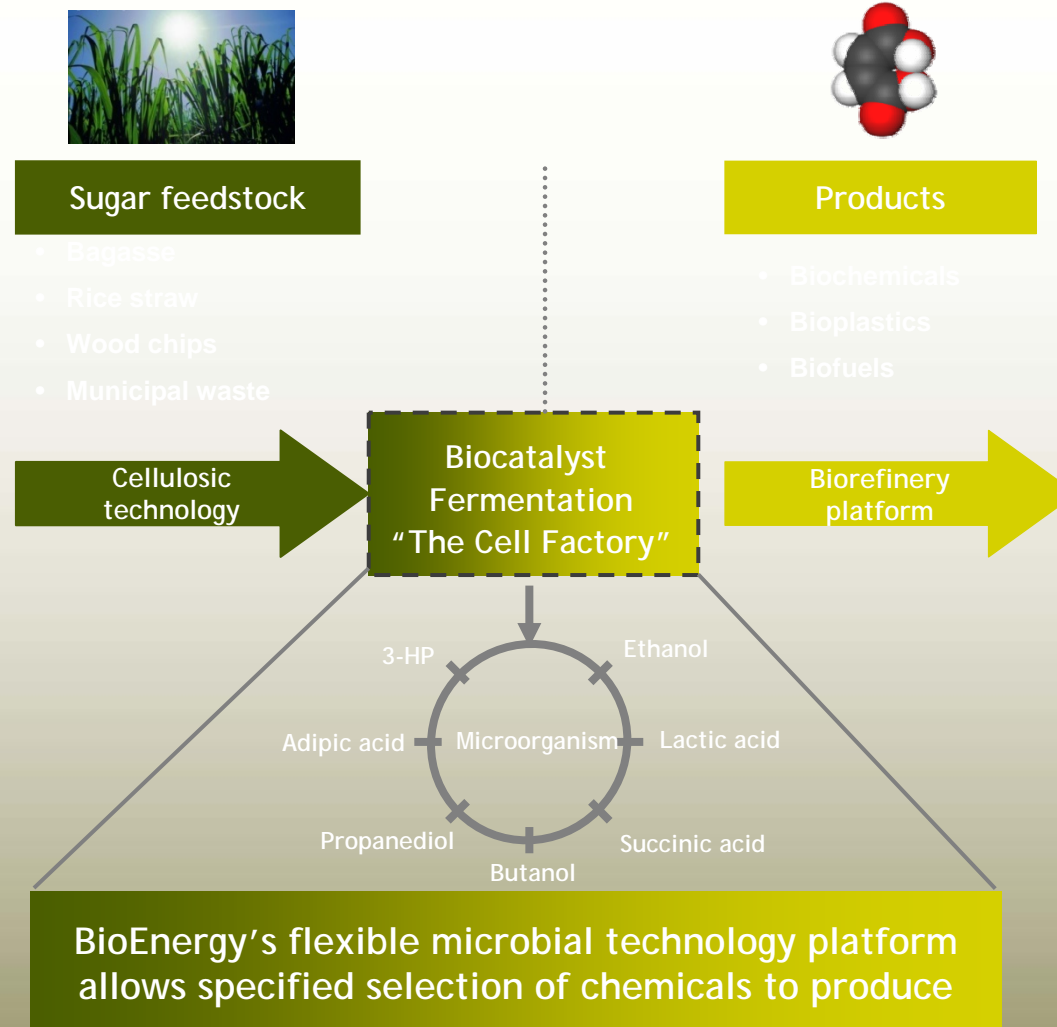 Sugar feedstock
• Bagasse
• Rice straw
• Wood chips
• Municipal waste
Products
• Biochemicals
• Bioplastics
• Biofuels
Cellulosic
technology
Biocatalyst
Fermentation
“The Cell Factory”
Biorefinery
platform
3-HP
Ethanol
Adipic acid
Microorganism
Lactic acid
Propanediol
Succinic acid
Butanol
BioEnergy’s flexible microbial technology platform
allows specified selection of chemicals to produce